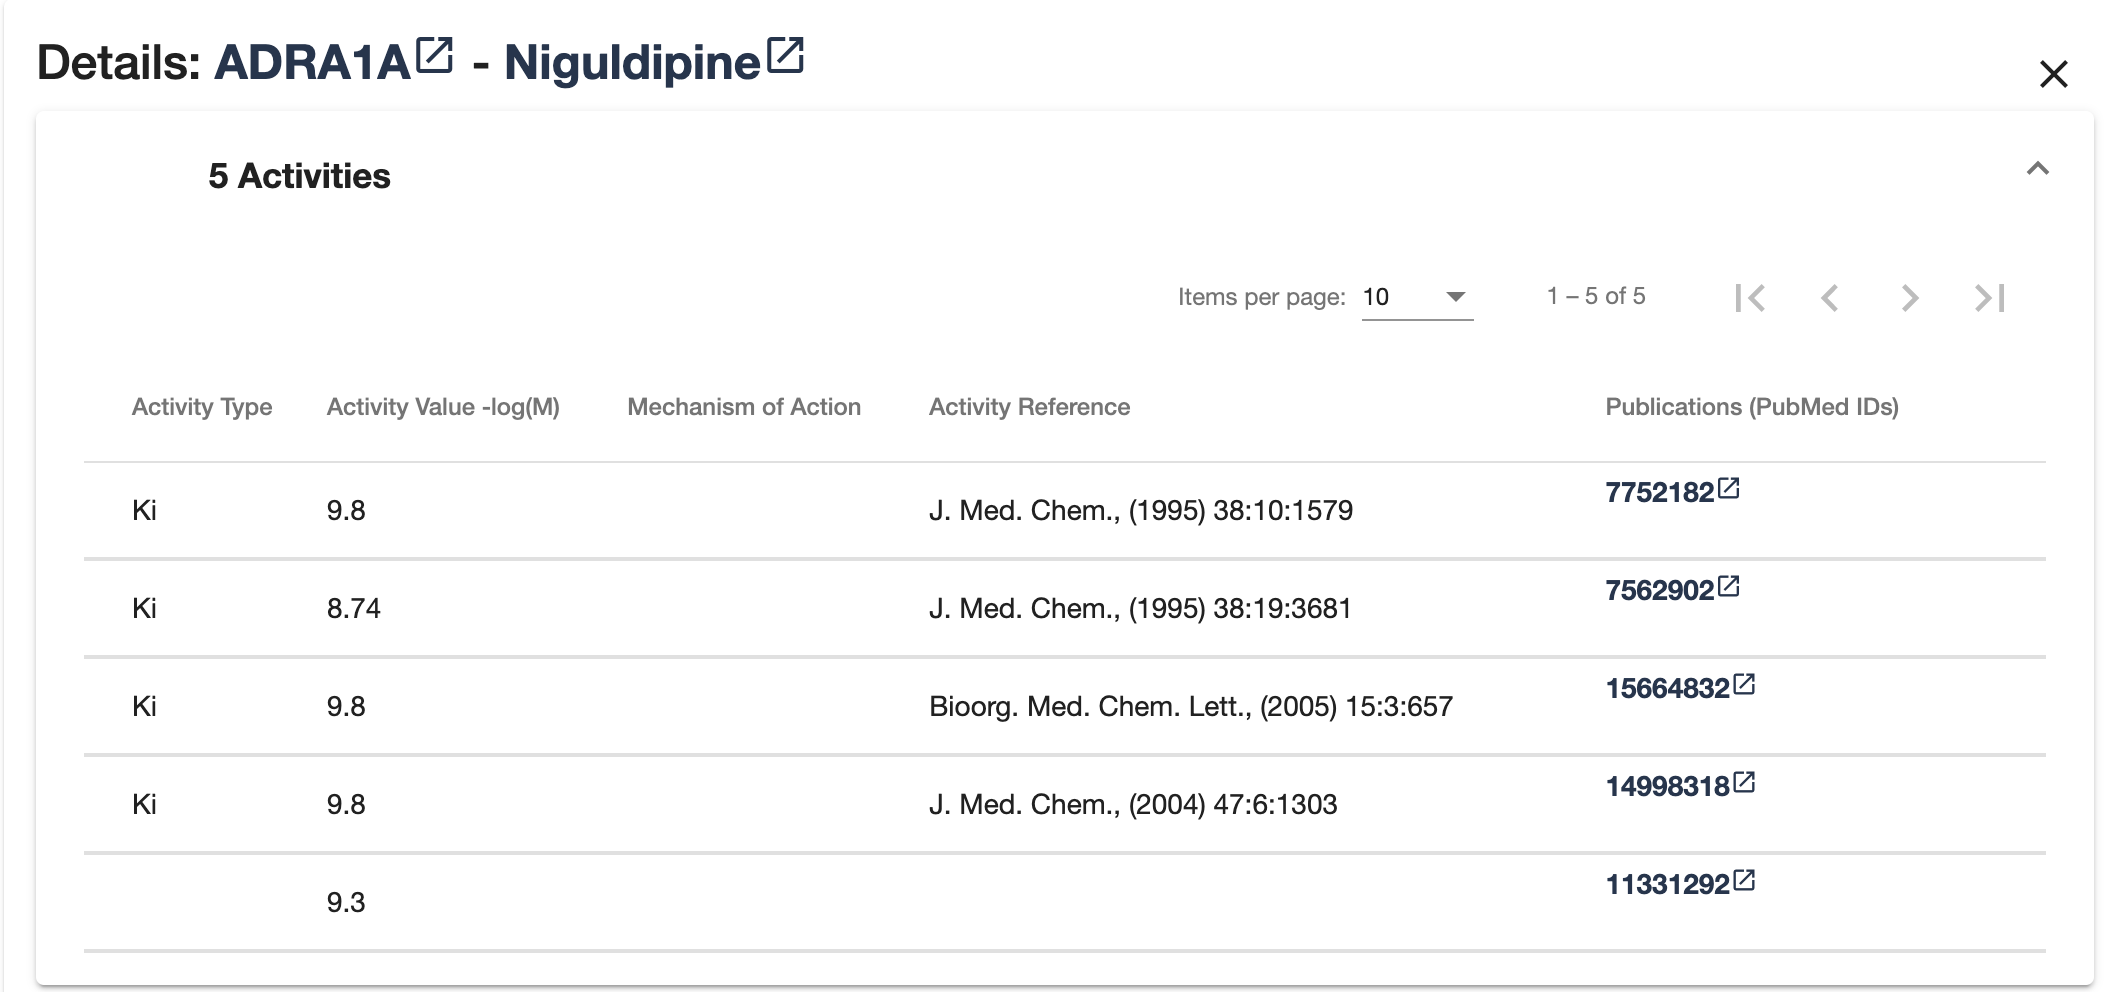 Details: ADRA1A - Niguldipine
5 Activities
Items per page: 10 1 – 5 of 5
Activity Type Activity Value -log(M) Mechanism of Action Activity Reference Publications (PubMed IDs)
Ki 9.8 J. Med. Chem., (1995) 38:10:1579 7752182
Ki 8.74 J. Med. Chem., (1995) 38:19:3681 7562902
Ki 9.8 Bioorg. Med. Chem. Lett., (2005) 15:3:657 15664832
Ki 9.8 J. Med. Chem., (2004) 47:6:1303 14998318
9.3 11331292